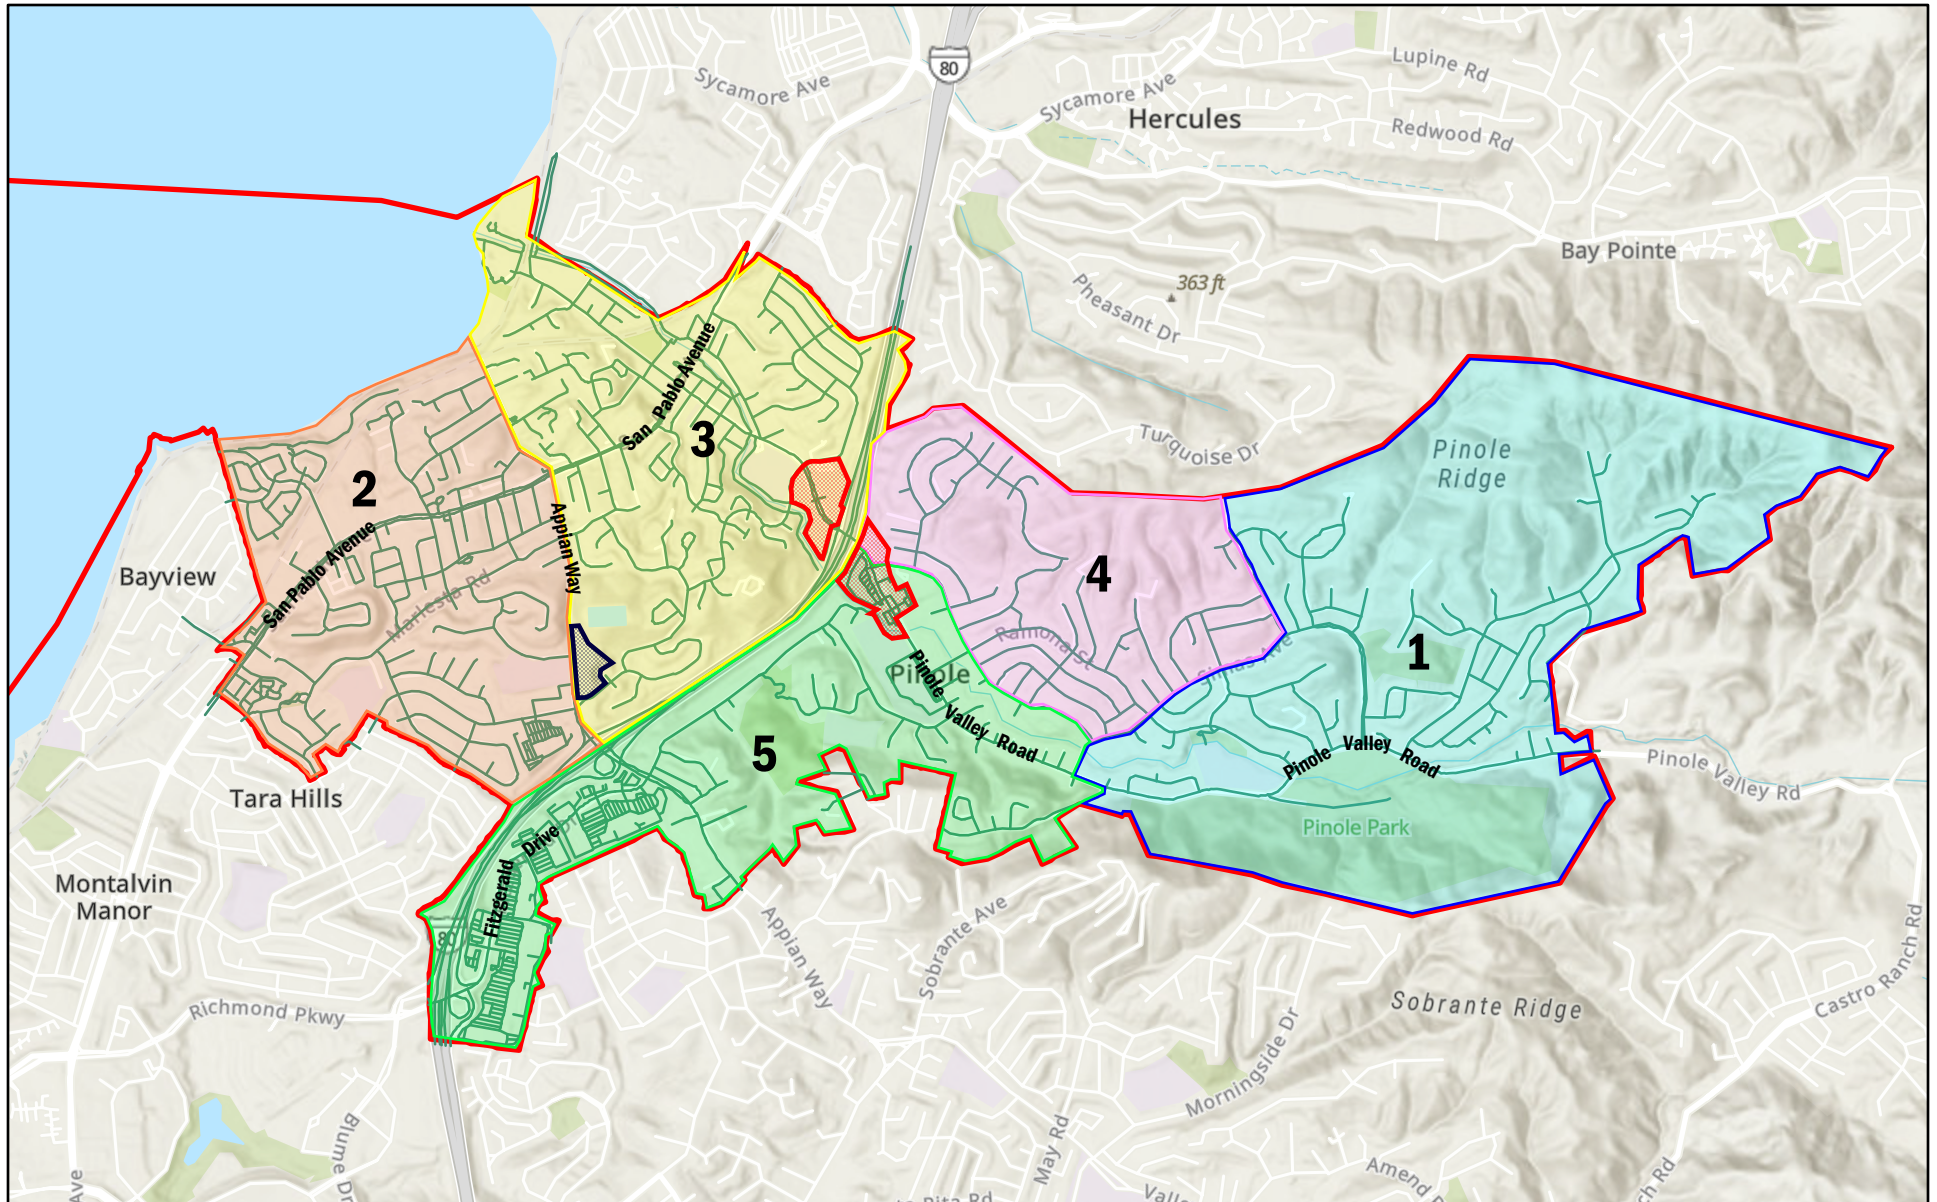 80
Sycamore Ave
Sycamore Ave
Lupine Rd
Hercules
Redwood Rd
Bay Pointe
363 ft
Pheasant Dr
San Pablo Avenue
Turquoise Dr
Pinole
Ridge
3
2
Appian Way
San Pablo Avenue
Bayview
Marlesta Rd
4
Ramona St
1
Pinole
Pinole Valley Road
Pinole Valley Road
Pinole Valley Rd
5
Tara Hills
Fitzgerald Drive
Pinole Park
Montalvin
Manor
80
Appian Way
Sobrante Ave
Richmond Pkwy
Sobrante Ridge
Castro Ranch Rd
Morningside Dr
Blume Dr
May Rd
Amend
Ave
Rd